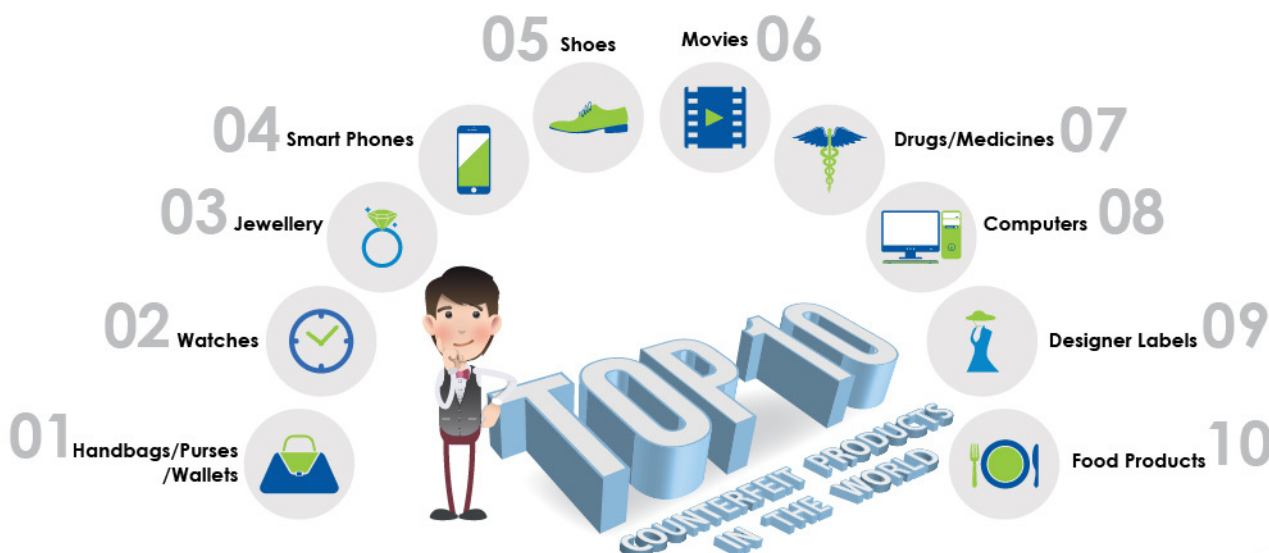 01
Handbags/Purses
/Wallets
02
Watches
03
Jewellery
04
Smart Phones
05
Shoes
Movies
06
Drugs/Medicines
07
Computers
08
Designer Labels
09
Food Products
10
TOP 10
COUNTERFEIT PRODUCTS
IN THE WORLD